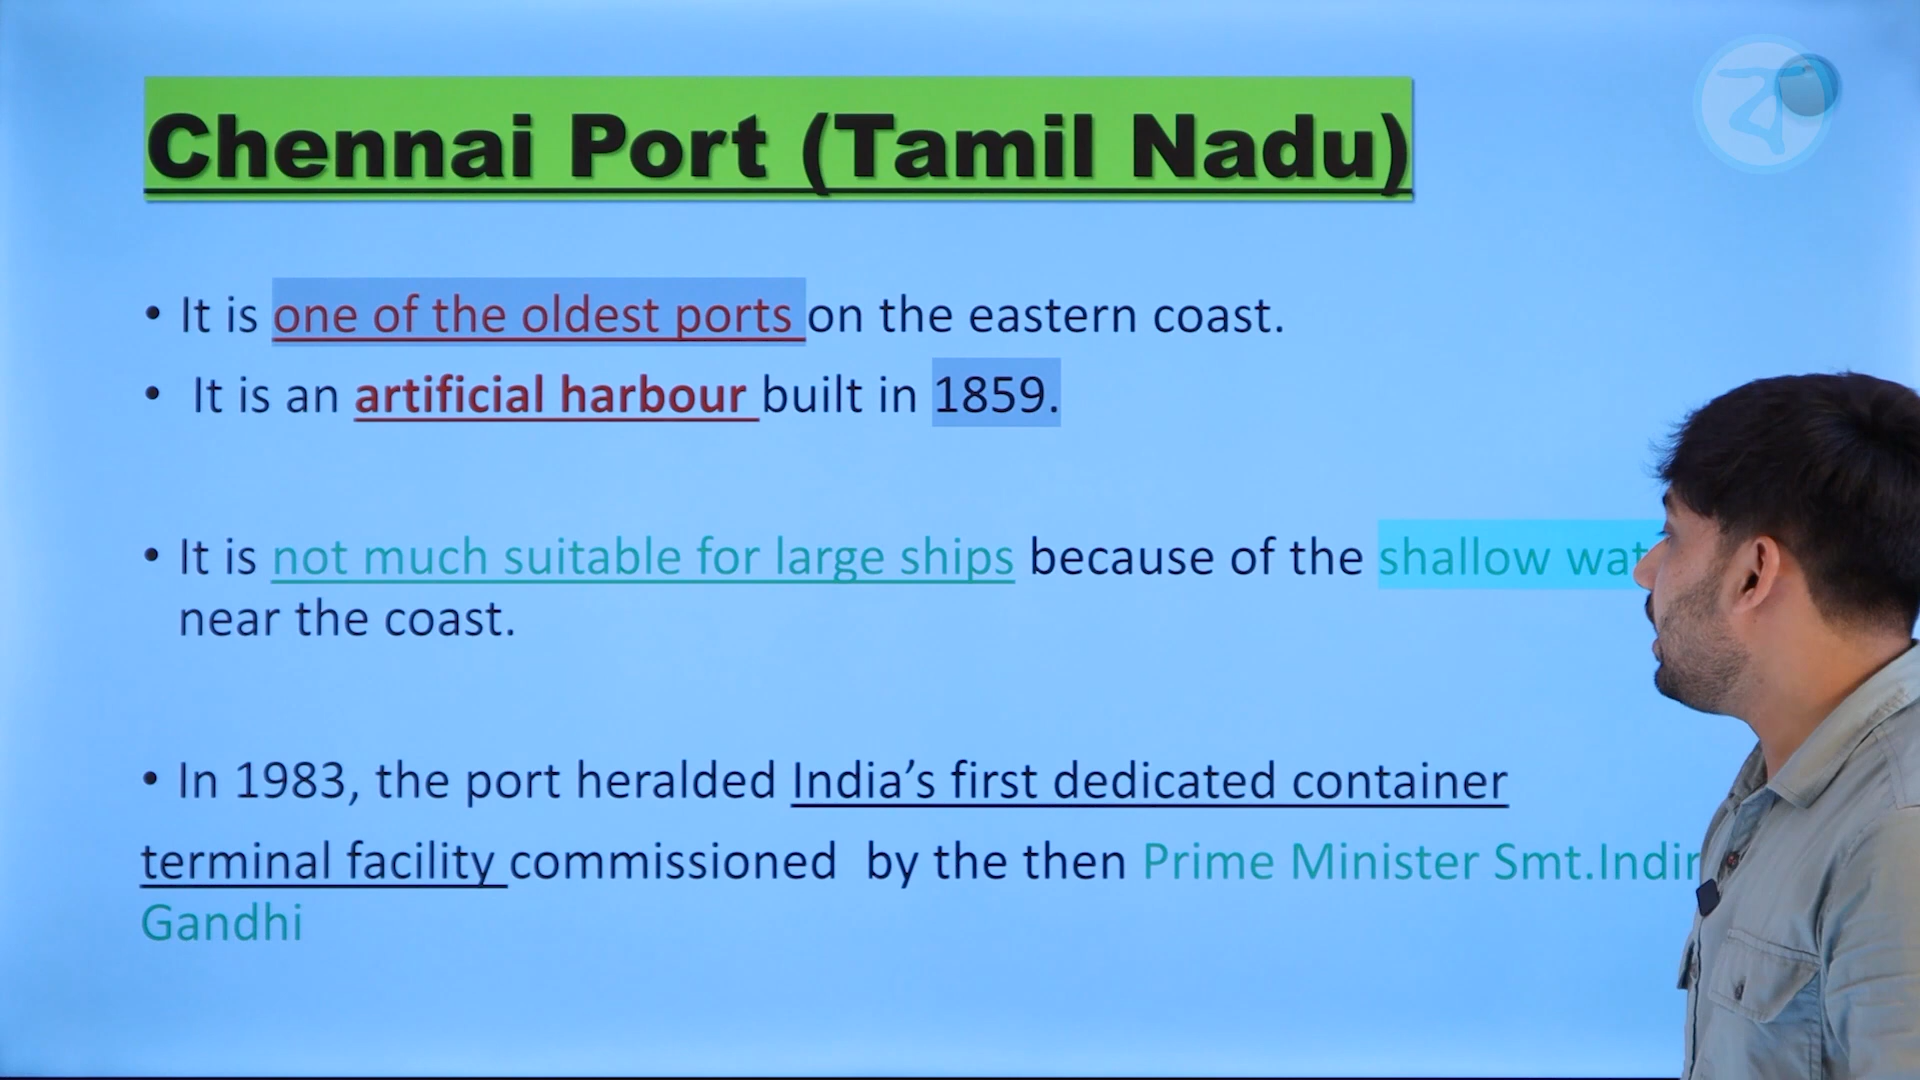 Chennai Port (Tamil Nadu)
• It is one of the oldest ports on the eastern coast.
• It is an artificial harbour built in 1859.
• It is not much suitable for large ships because of the shallow
near the coast.
• In 1983, the port heralded India’s first dedicated container
terminal facility commissioned by the then Prime Minister Smt.
Gandhi